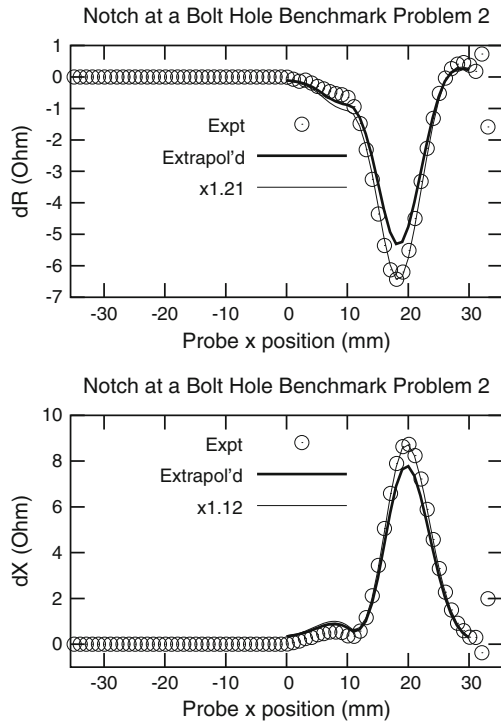 Notch at a Bolt Hole Benchmark Problem 2
1
0
-1
-2
-3
-4
-5
-6
-7
dR (Ohm)
Expt
Extrapol'd
x1.21
-30 -20 -10 0 10 20 30
Probe x position (mm)
Notch at a Bolt Hole Benchmark Problem 2
10
8
6
4
2
0
dX (Ohm)
Expt
Extrapol'd
x1.12
-30 -20 -10 0 10 20 30
Probe x position (mm)